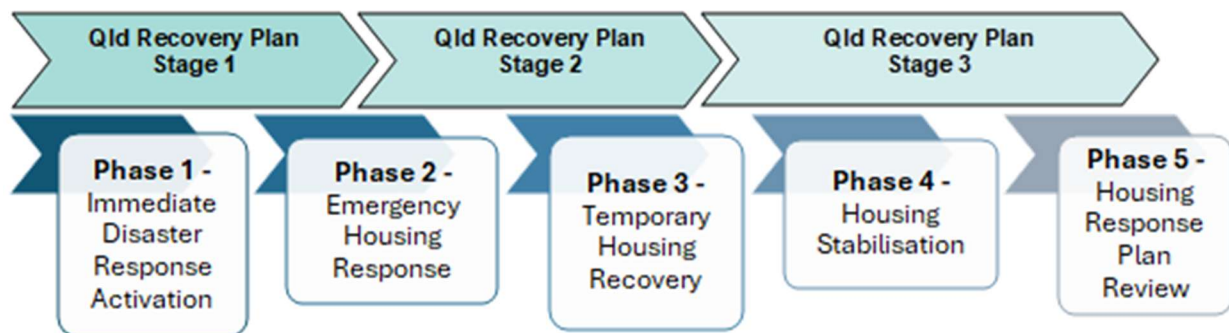 Qld Recovery Plan
Stage 1
Qld Recovery Plan
Stage 2
Qld Recovery Plan
Stage 3
Phase 1 -
Immediate
Disaster
Response
Activation
Phase 2 -
Emergency
Housing
Response
Phase 3 -
Temporary
Housing
Recovery
Phase 4 -
Housing
Stabilisation
Phase 5 -
Housing
Response
Plan
Review